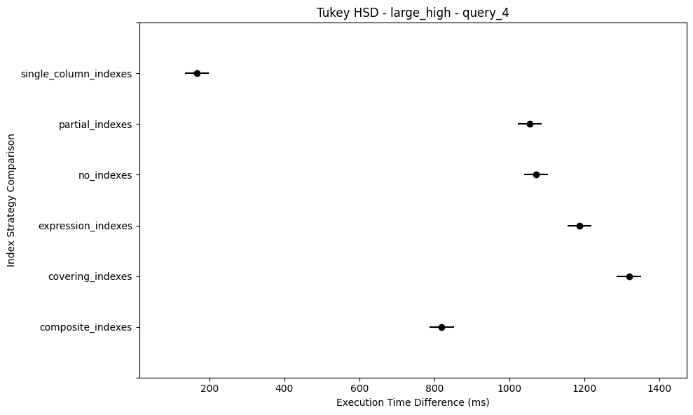 Tukey HSD - large_high - query_4
single_column_indexes
partial_indexes
no_indexes
expression_indexes
covering_indexes
composite_indexes
Index Strategy Comparison
200 400 600 800 1000 1200 1400
Execution Time Difference (ms)